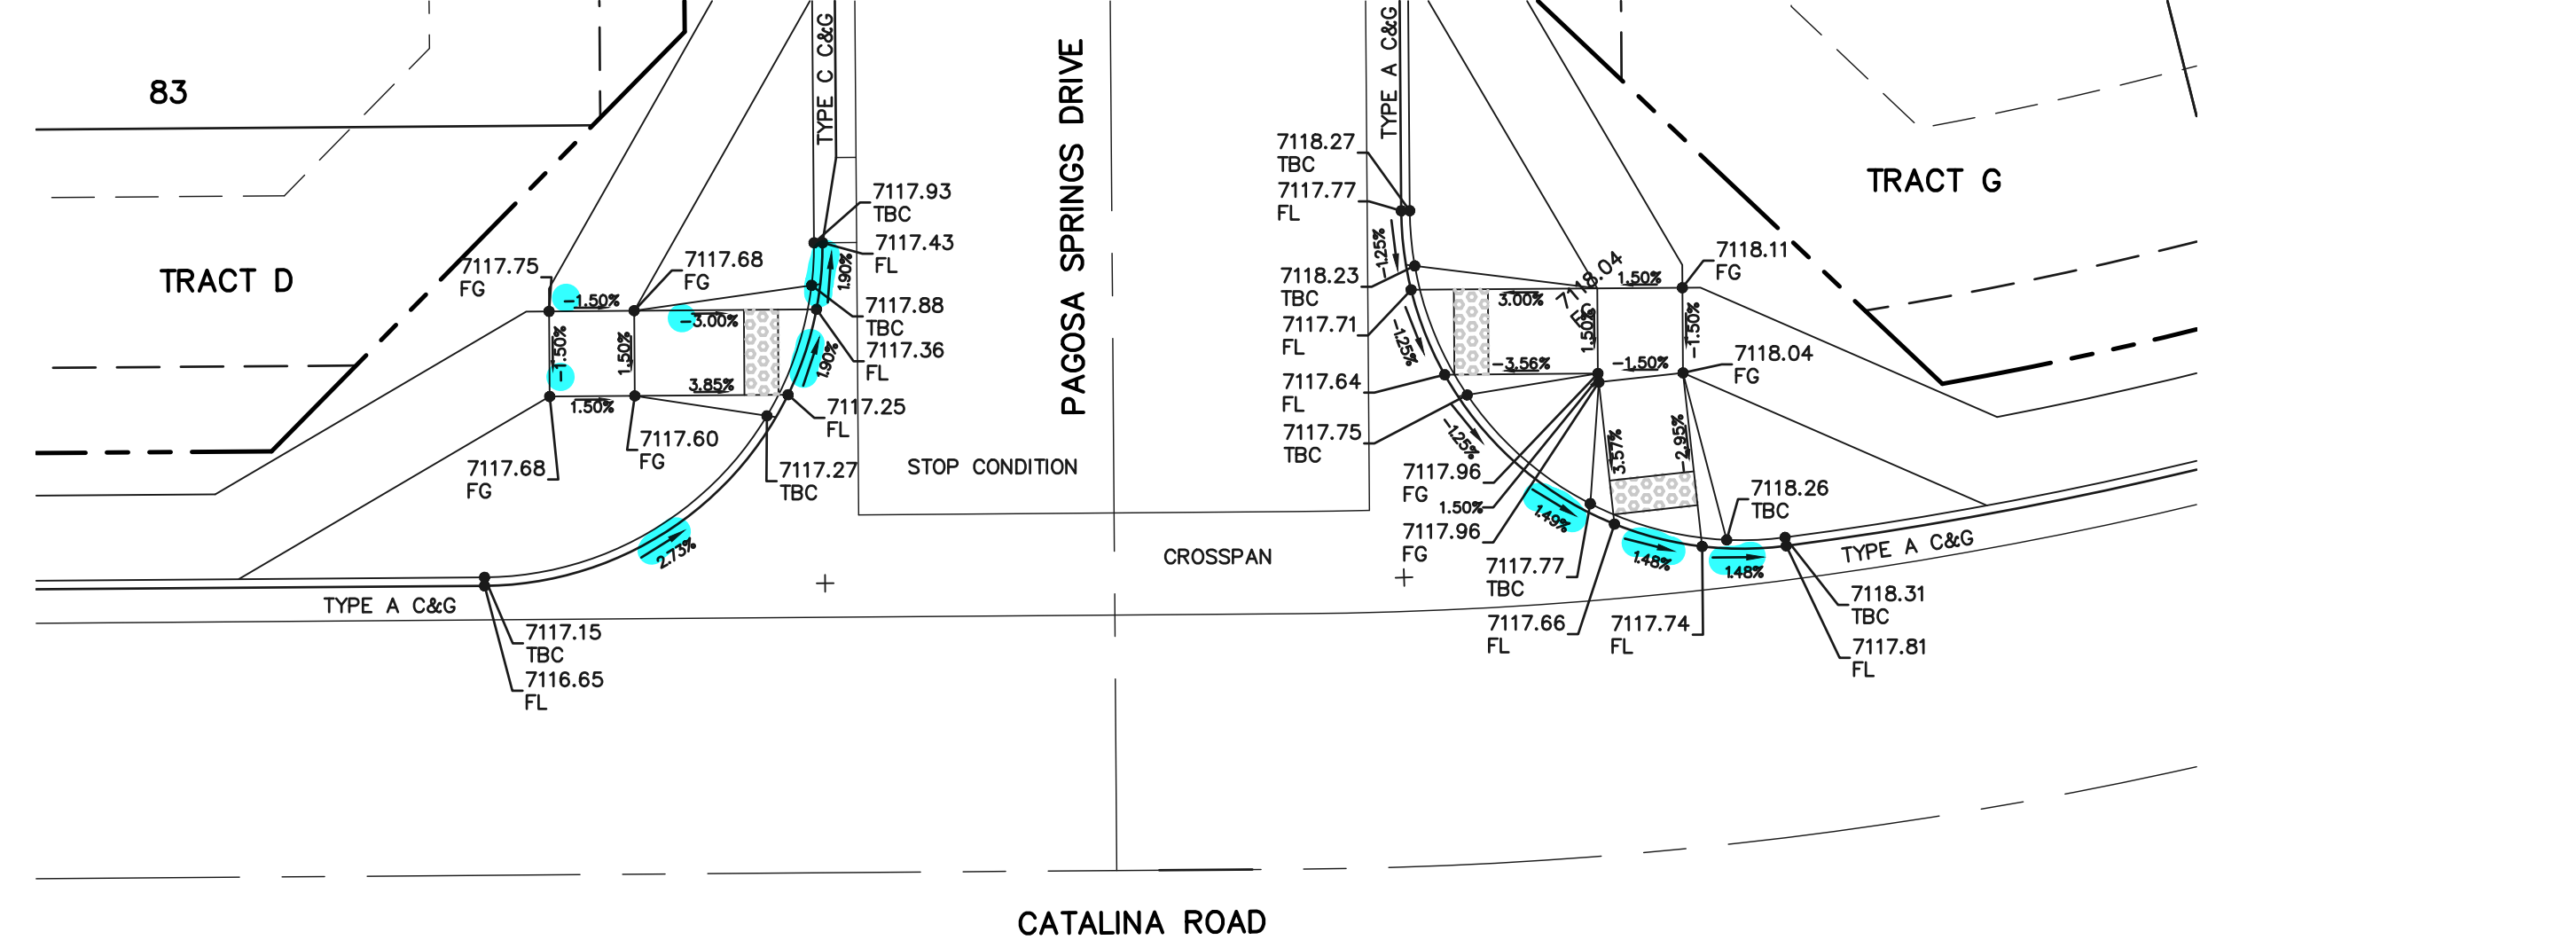 83
TRACT D
TYPE C C&G
PAGOSA SPRINGS DRIVE
TYPE A C&G
TRACT G
7117.93
TBC
7117.43
FL
1.90%
7117.75
FG
7117.68
FG
-1.50%
-3.00%
7117.88
TBC
7117.36
FL
1.90%
-1.50%
1.50%
3.85%
1.50%
7117.25
FL
7117.60
FG
7117.68
FG
7117.27
TBC
STOP CONDITION
2.73%
TYPE A C&G
7117.15
TBC
7116.65
FL
7118.27
TBC
7117.77
FL
-1.25%
7118.23
TBC
7117.71
FL
-1.25%
7117.64
FL
7117.75
TBC
-1.25%
7118.04
FG
3.00%
1.50%
7118.11
FG
1.50%
-1.50%
-3.56%
-1.50%
7118.04
FG
3.57%
-2.95%
7117.96
FG
1.50%
7117.96
FG
1.49%
7118.26
TBC
CROSSPAN
7117.77
TBC
1.48%
1.48%
TYPE A C&G
7117.66
FL
7117.74
FL
7118.31
TBC
7117.81
FL
CATALINA ROAD